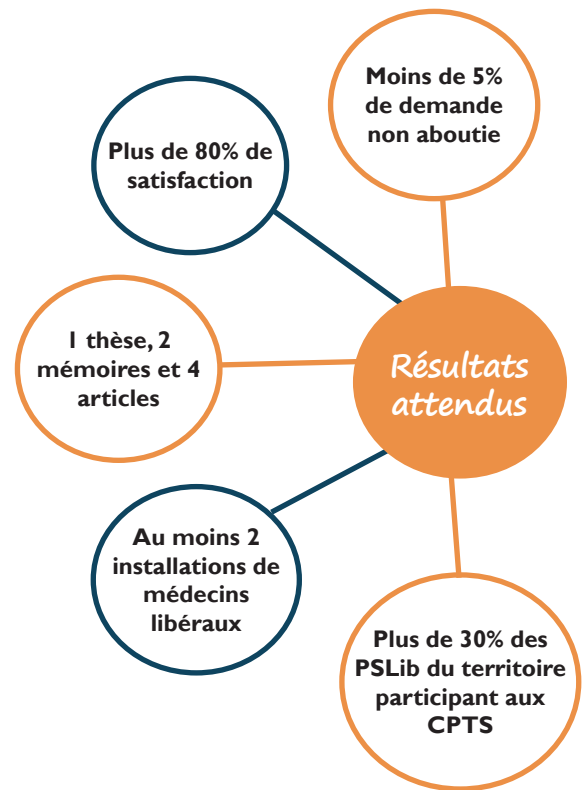 Moins de 5%
de demande
non aboutie
Plus de 80% de
satisfaction
1 thèse, 2
mémoires et 4
articles
Résultats
attendus
Au moins 2
installations de
médecins
libéraux
Plus de 30% des
PSLib du territoire
participant aux
CPTS